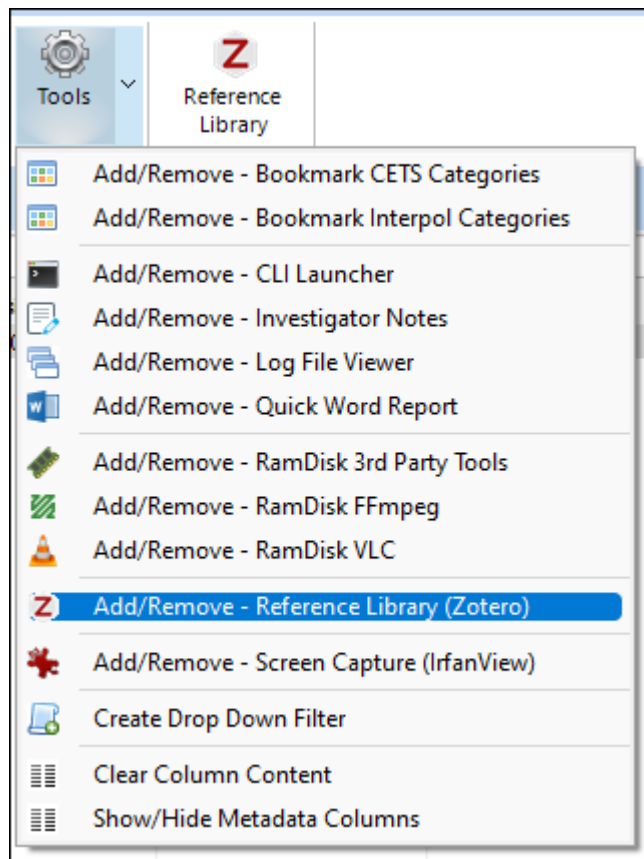 Tools
Reference
Library
Add/Remove - Bookmark CETS Categories
Add/Remove - Bookmark Interpol Categories
Add/Remove - CLI Launcher
Add/Remove - Investigator Notes
Add/Remove - Log File Viewer
Add/Remove - Quick Word Report
Add/Remove - RamDisk 3rd Party Tools
Add/Remove - RamDisk FFmpeg
Add/Remove - RamDisk VLC
Add/Remove - Reference Library (Zotero)
Add/Remove - Screen Capture (IrfanView)
Create Drop Down Filter
Clear Column Content
Show/Hide Metadata Columns